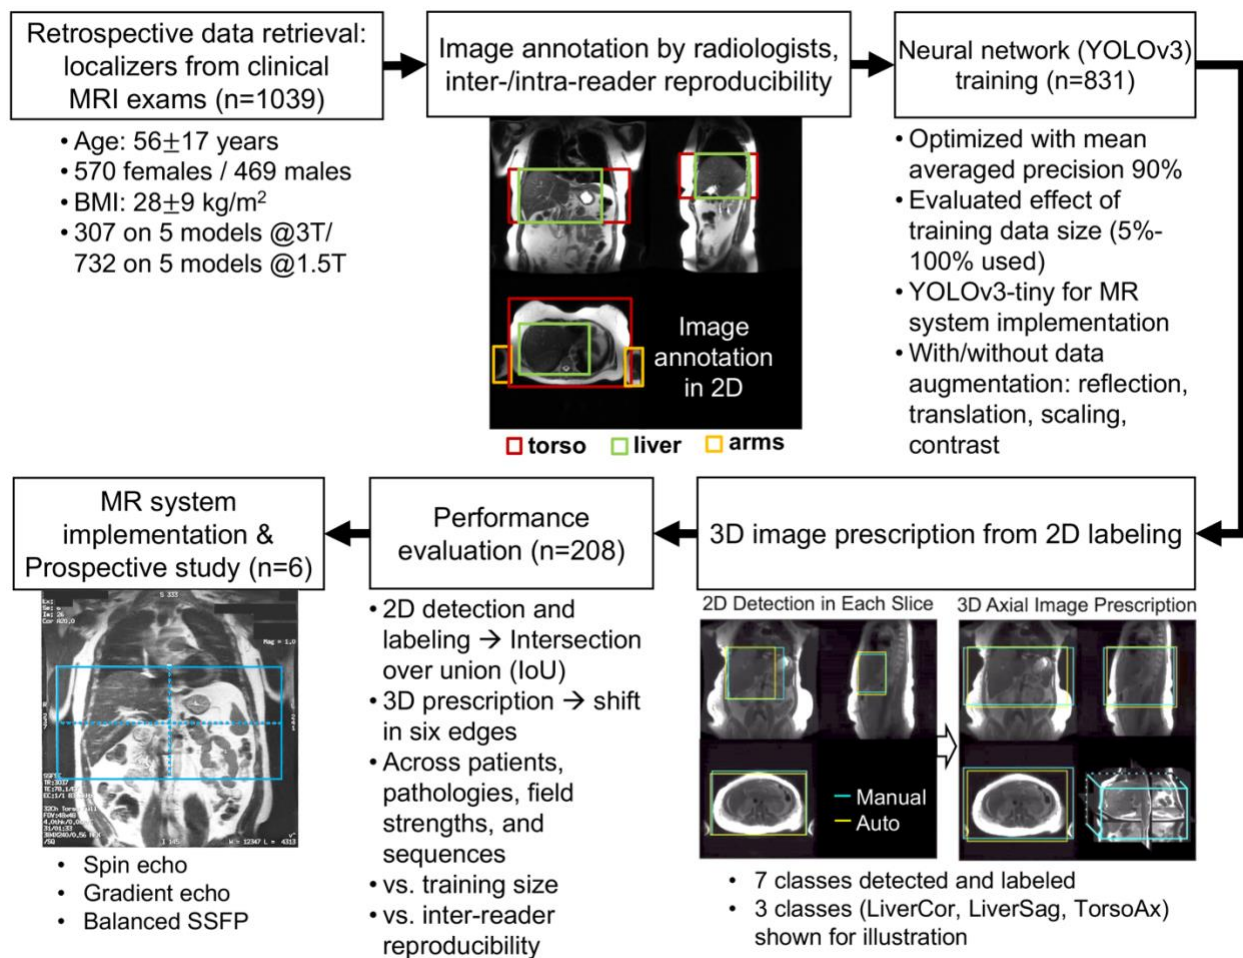 Retrospective data retrieval:
localizers from clinical
MRI exams (n=1039)
• Age: 56±17 years
• 570 females / 469 males
• BMI: 28±9 kg/m²
• 307 on 5 models @3T/
732 on 5 models @1.5T
Image annotation by radiologists,
inter-/intra-reader reproducibility
Image
annotation
in 2D
torso
liver
arms
Neural network (YOLOv3)
training (n=831)
• Optimized with mean
averaged precision 90%
• Evaluated effect of
training data size (5%-
100% used)
• YOLOv3-tiny for MR
system implementation
• With/without data
augmentation: reflection,
translation, scaling,
contrast
3D image prescription from 2D labeling
2D Detection in Each Slice
3D Axial Image Prescription
Manual
Auto
• 7 classes detected and labeled
• 3 classes (LiverCor, LiverSag, TorsoAx)
shown for illustration
Performance
evaluation (n=208)
• 2D detection and
labeling → Intersection
over union (IoU)
• 3D prescription → shift
in six edges
• Across patients,
pathologies, field
strengths, and
sequences
• vs. training size
• vs. inter-reader
reproducibility
MR system
implementation &
Prospective study (n=6)
S 333
Mag = 1.0
I 145
W = 12347 L = 4313
• Spin echo
• Gradient echo
• Balanced SSFP